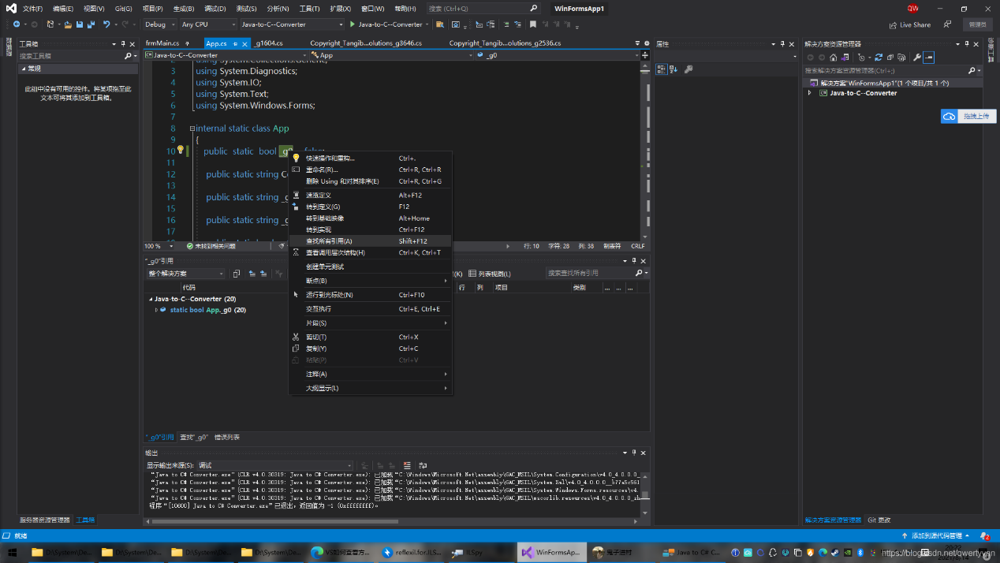 文件(F) 编辑(E) 视图(V) Git(G) 项目(P) 生成(B) 调试(D) 测试(S) 分析(N) 工具(T) 扩展(X) 窗口(W) 帮助(H) 搜索 (Ctrl+Q) WinFormsApp1 QW
Debug Any CPU Java-to-C--Converter Java-to-C--Converter Live Share 管理员
工具箱
搜索工具箱
常规
此组中没有可用的控件。将某项拖至此
文本可将其添加到工具箱。
服务器资源管理器 工具箱
frmMain.cs App.cs _g1604.cs Copyright_Tangib...olutions_g3646.cs Copyright_Tangib...olutions_g2536.cs
Java-to-C--Converter App _g0
2 using System.Collections.Generic;
3 using System.Diagnostics;
4 using System.IO;
5 using System.Text;
6 using System.Windows.Forms;
7
8 internal static class App
9 {
10 public static bool _g0
11
12 public static string Co
13
14 public static string _g
15
16 public static string _g
17
快速操作和重构... Ctrl+.
重命名(R)... Ctrl+R, Ctrl+R
删除 Using 和对其排序(E) Ctrl+R, Ctrl+G
速览定义 Alt+F12
转到定义(G) F12
转到基础映像 Alt+Home
转到实现 Ctrl+F12
查找所有引用(A) Shift+F12
查看调用层次结构(H) Ctrl+K, Ctrl+T
创建单元测试
断点(B)
运行到光标处(N) Ctrl+F10
交互执行 Ctrl+E, Ctrl+E
片段(S)
剪切(T) Ctrl+X
复制(Y) Ctrl+C
粘贴(P) Ctrl+V
注释(A)
大纲显示(L)
100 % 未找到相关问题 行: 10 字符: 28 列: 38 制表符 CRLF
"_g0"引用
整个解决方案 (K) 列表视图(L) 搜索查找所有引用
代码 行 列 项目 类别 ... ... ...
Java-to-C--Converter (20)
static bool App._g0 (20)
"_g0"引用 查找"_g0" 错误列表
输出
显示输出来源(S): 调试
"Java to C# Converter.exe" (CLR v4.0.30319: Java to C# Converter.exe): 已加载 "C:\Windows\Microsoft.Net\assembly\GAC_MSIL\System.Configuration\v4.0_4.0.0.0_
"Java to C# Converter.exe" (CLR v4.0.30319: Java to C# Converter.exe): 已加载 "C:\Windows\Microsoft.Net\assembly\GAC_MSIL\System.Xml\v4.0_4.0.0.0__b77a5c561
"Java to C# Converter.exe" (CLR v4.0.30319: Java to C# Converter.exe): 已加载 "C:\Windows\Microsoft.Net\assembly\GAC_MSIL\System.Windows.Forms.resources\v4.
"Java to C# Converter.exe" (CLR v4.0.30319: Java to C# Converter.exe): 已加载 "C:\Windows\Microsoft.Net\assembly\GAC_MSIL\mscorlib.resources\v4.0_4.0.0.0_zh
程序"[10600] Java to C# Converter.exe"已退出,返回值为 -1 (0xffffffff)。
属性
解决方案资源管理器
搜索解决方案资源管理器(Ctrl+;)
解决方案"WinFormsApp1"(1 个项目/共 1 个)
Java-to-C--Converter
拖拽上传
解决方案资源管理器 Git 更改
就绪 添加到源代码管理 2
D:\System\De... D:\System\De... D:\System\De... D:\System\De... VS如何查看方... reflexil.for.ILS... ILSpy WinFormsAp... 鬼子进村 Java to C# C...
https://blog.csdn.net/qwertyynn